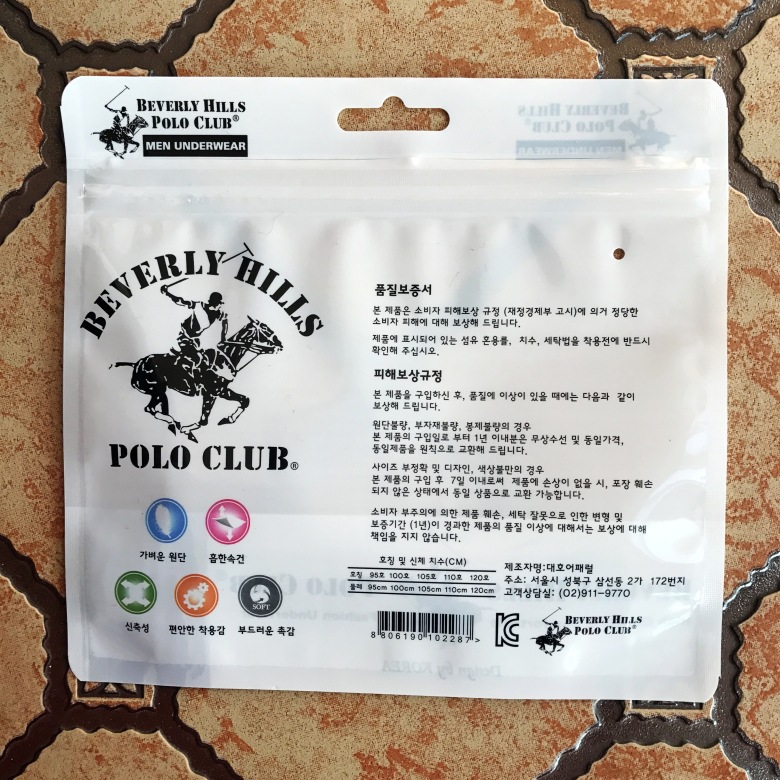 BEVERLY HILLS
POLO CLUB®
MEN UNDERWEAR
BEVERLY HILLS
POLO CLUB®
가벼운 원단
흡한속건
신축성
편안한 착용감
SOFT
부드러운 촉감
품질보증서
본 제품은 소비자 피해보상 규정 (재정경제부 고시)에 의거 정당한
소비자 피해에 대해 보상해 드립니다.
제품에 표시되어 있는 섬유 혼용률, 치수, 세탁법을 착용전에 반드시
확인해 주십시오.
피해보상규정
본 제품을 구입하신 후, 품질에 이상이 있을 때에는 다음과 같이
보상해 드립니다.
원단불량, 부자재불량, 봉제불량의 경우
본 제품의 구입일로 부터 1년 이내분은 무상수선 및 동일가격,
동일제품을 원칙으로 교환해 드립니다.
사이즈 부정확 및 디자인, 색상불만의 경우
본 제품의 구입 후 7일 이내로써 제품에 손상이 없을 시, 포장 훼손
되지 않은 상태에서 동일 상품으로 교환 가능합니다.
소비자 부주의에 의한 제품 훼손, 세탁 잘못으로 인한 변형 및
보증기간 (1년)이 경과한 제품의 품질 이상에 대해서는 보상에 대해
책임을 지지 않습니다.
호칭 및 신체 치수(CM)
호칭 95호 100호 105호 110호 120호
둘레 95cm 100cm 105cm 110cm 120cm
제조자명:대호어패럴
주소: 서울시 성북구 삼선동 2가 172번지
고객상담실: (02)911-9770
8 806190 102287 >
BEVERLY HILLS
POLO CLUB®